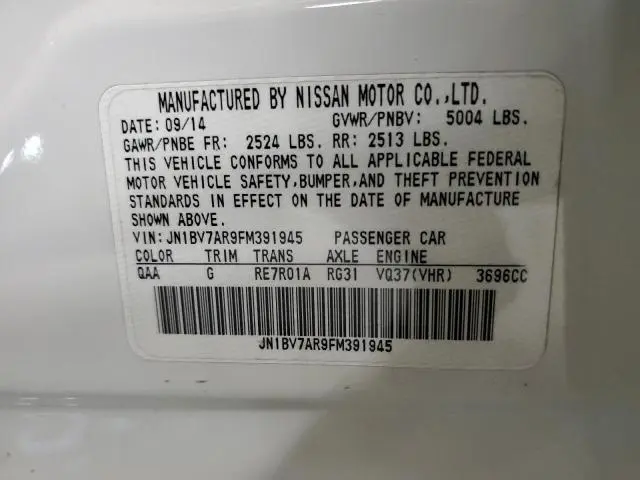 MANUFACTURED BY NISSAN MOTOR CO.,LTD.
DATE: 09/14 GVWR/PNBV: 5004 LBS.
GAWR/PNBE FR: 2524 LBS. RR: 2513 LBS.
THIS VEHICLE CONFORMS TO ALL APPLICABLE FEDERAL
MOTOR VEHICLE SAFETY,BUMPER,AND THEFT PREVENTION
STANDARDS IN EFFECT ON THE DATE OF MANUFACTURE
SHOWN ABOVE.
VIN:JN1BV7AR9FM391945 PASSENGER CAR
COLOR TRIM TRANS AXLE ENGINE
QAA G RE7R01A RG31 VQ37(VHR) 3696CC
JN1BV7AR9FM391945